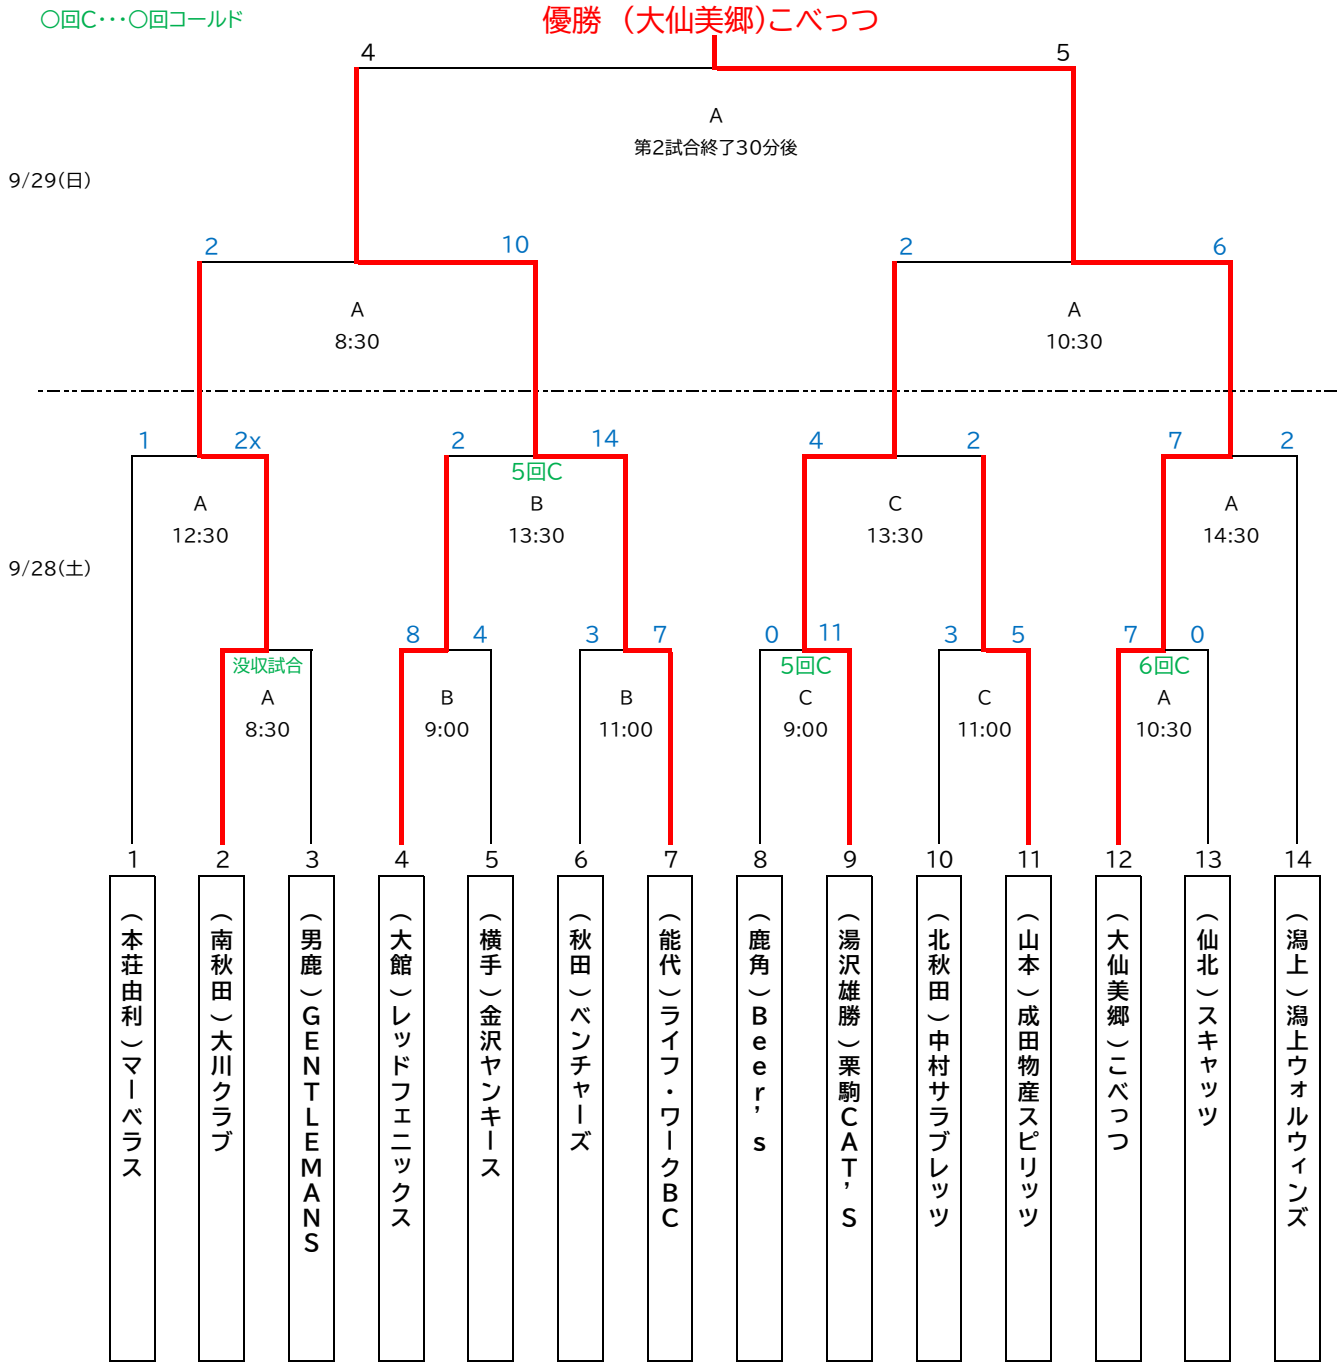 〇回C・・・〇回コールド
優勝 (大仙美郷)こべっつ
4
5
A
第2試合終了30分後
9/29(日)
2
10
2
6
A
8:30
A
10:30
1
2x
2
14
4
2
7
2
5回C
A
12:30
B
13:30
C
13:30
A
14:30
9/28(土)
8
4
3
7
0
11
3
5
7
0
没収試合
5回C
6回C
A
8:30
B
9:00
B
11:00
C
9:00
C
11:00
A
10:30
1
2
3
4
5
6
7
8
9
10
11
12
13
14
(本荘由利)マーベラス
(南秋田)大川クラブ
(男鹿)GENTLEMANS
(大館)レッドフェニックス
(横手)金沢ヤンキース
(秋田)ベンチャーズ
(能代)ライフ・ワークBC
(鹿角)Beer's
(湯沢雄勝)栗駒CAT'S
(北秋田)中村サラブレッツ
(山本)成田物産スピリッツ
(大仙美郷)こべっつ
(仙北)スキャッツ
(潟上)潟上ウォルウィンズ